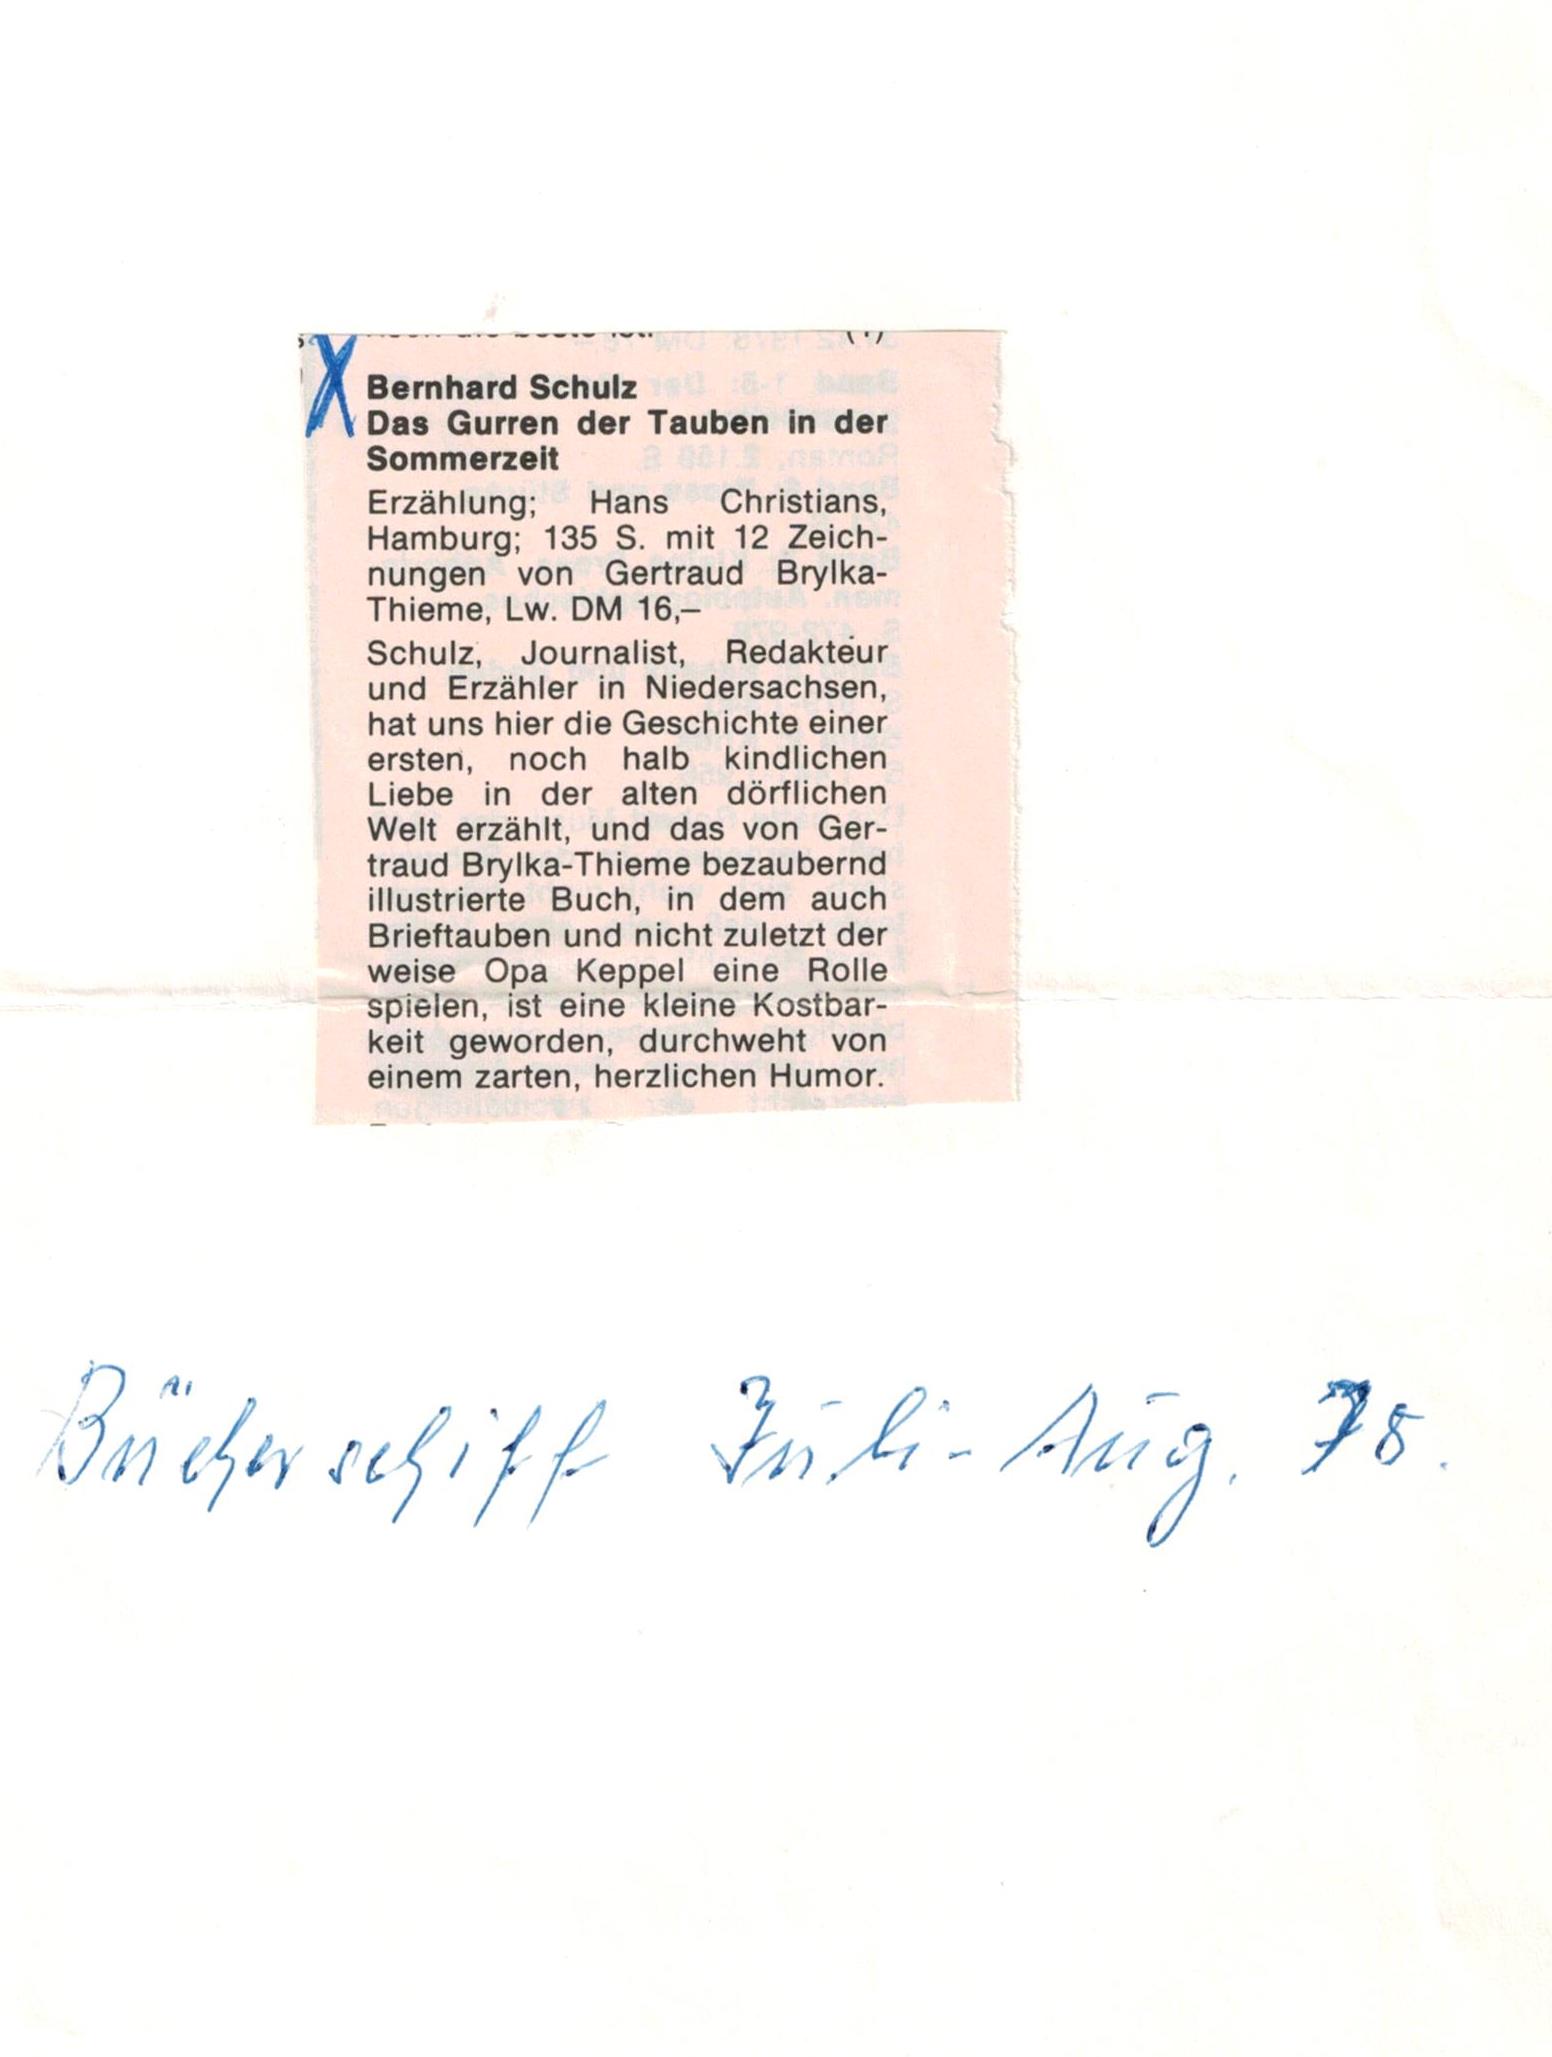 X
Bernhard Schulz
Das Gurren der Tauben in der
Sommerzeit
Erzählung; Hans Christians,
Hamburg; 135 S. mit 12 Zeich-
nungen von Gertraud Brylka-
Thieme, Lw. DM 16,–
Schulz, Journalist, Redakteur
und Erzähler in Niedersachsen,
hat uns hier die Geschichte einer
ersten, noch halb kindlichen
Liebe in der alten dörflichen
Welt erzählt, und das von Ger-
traud Brylka-Thieme bezaubernd
illustrierte Buch, in dem auch
Brieftauben und nicht zuletzt der
weise Opa Keppel eine Rolle
spielen, ist eine kleine Kostbar-
keit geworden, durchweht von
einem zarten, herzlichen Humor.
Bücherschiff Juli-Aug. 78.